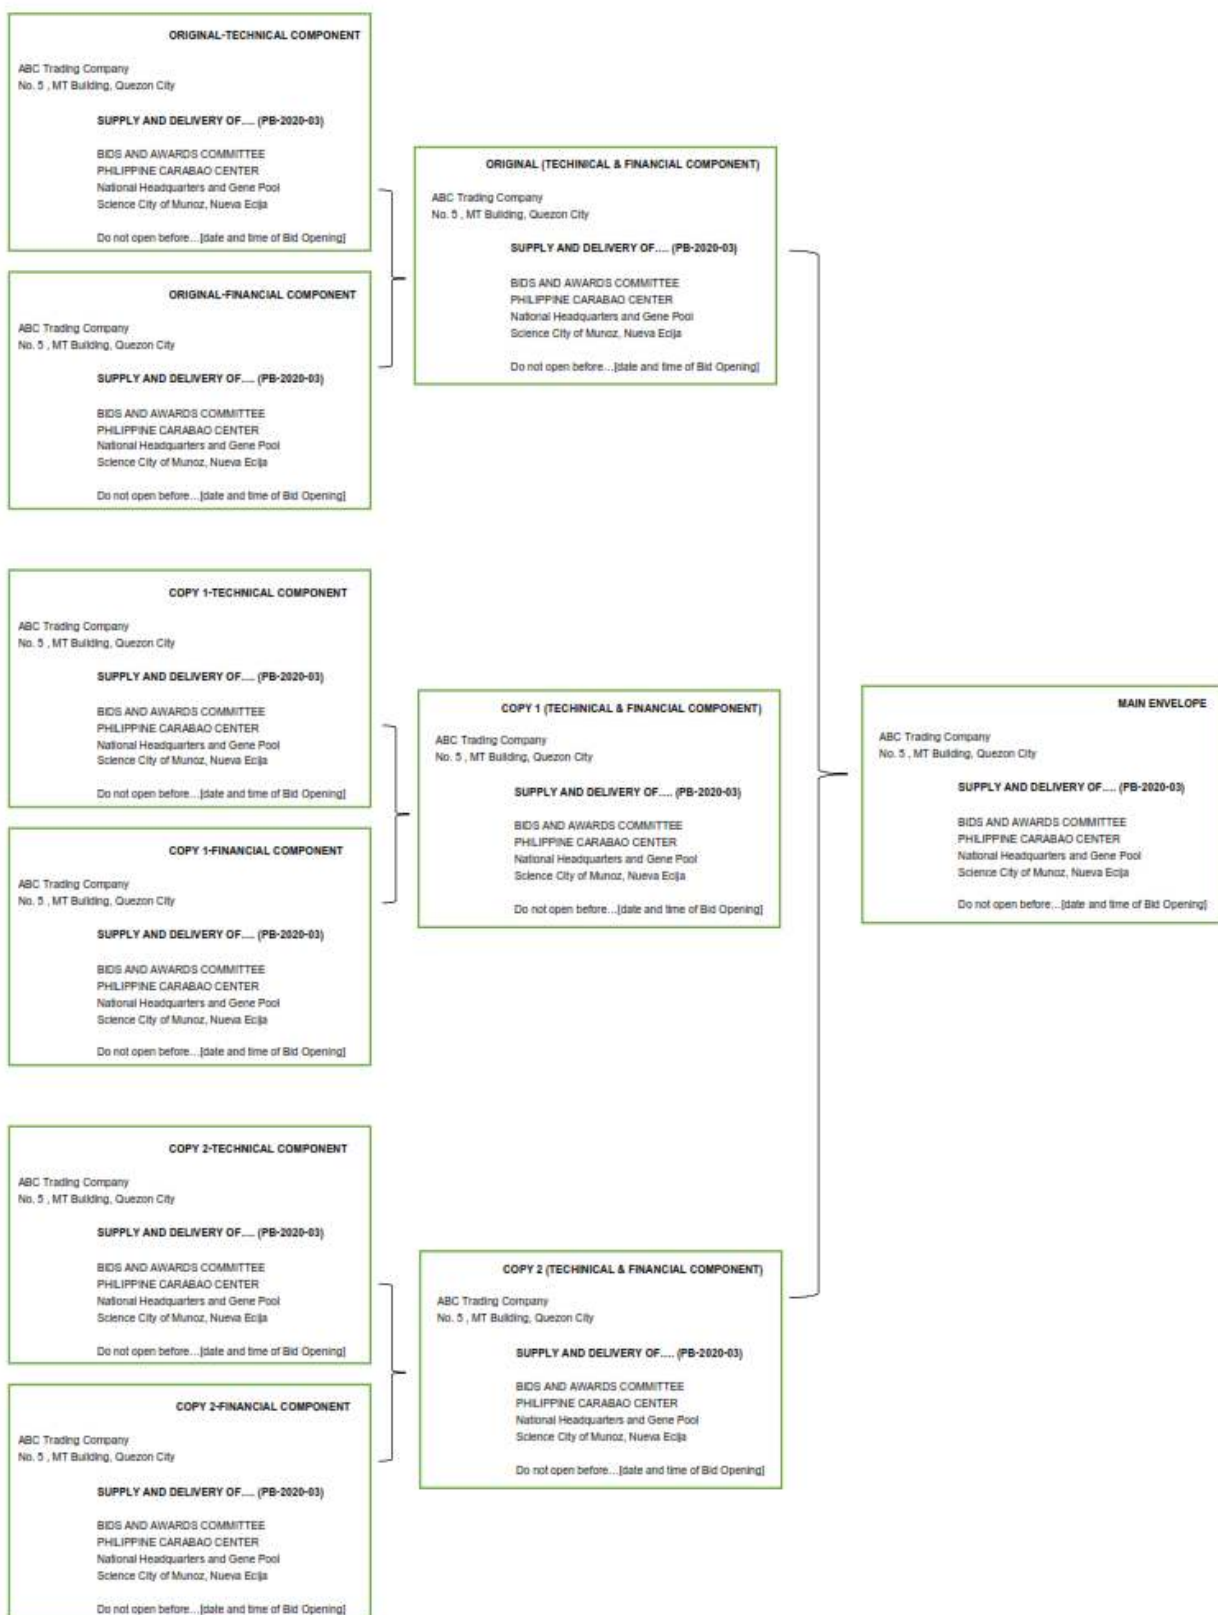 ORIGINAL-TECHNICAL COMPONENT
ABC Trading Company
No. 5 , MT Building, Quezon City
SUPPLY AND DELIVERY OF.... (PB-2020-03)
BIDS AND AWARDS COMMITTEE
PHILIPPINE CARABAO CENTER
National Headquarters and Gene Pool
Science City of Munoz, Nueva Ecija
Do not open before...[date and time of Bid Opening]
ORIGINAL-FINANCIAL COMPONENT
ABC Trading Company
No. 5 , MT Building, Quezon City
SUPPLY AND DELIVERY OF.... (PB-2020-03)
BIDS AND AWARDS COMMITTEE
PHILIPPINE CARABAO CENTER
National Headquarters and Gene Pool
Science City of Munoz, Nueva Ecija
Do not open before...[date and time of Bid Opening]
ORIGINAL (TECHINICAL & FINANCIAL COMPONENT)
ABC Trading Company
No. 5 , MT Building, Quezon City
SUPPLY AND DELIVERY OF.... (PB-2020-03)
BIDS AND AWARDS COMMITTEE
PHILIPPINE CARABAO CENTER
National Headquarters and Gene Pool
Science City of Munoz, Nueva Ecija
Do not open before...[date and time of Bid Opening]
COPY 1-TECHNICAL COMPONENT
ABC Trading Company
No. 5 , MT Building, Quezon City
SUPPLY AND DELIVERY OF.... (PB-2020-03)
BIDS AND AWARDS COMMITTEE
PHILIPPINE CARABAO CENTER
National Headquarters and Gene Pool
Science City of Munoz, Nueva Ecija
Do not open before...[date and time of Bid Opening]
COPY 1-FINANCIAL COMPONENT
ABC Trading Company
No. 5 , MT Building, Quezon City
SUPPLY AND DELIVERY OF.... (PB-2020-03)
BIDS AND AWARDS COMMITTEE
PHILIPPINE CARABAO CENTER
National Headquarters and Gene Pool
Science City of Munoz, Nueva Ecija
Do not open before...[date and time of Bid Opening]
COPY 1 (TECHINICAL & FINANCIAL COMPONENT)
ABC Trading Company
No. 5 , MT Building, Quezon City
SUPPLY AND DELIVERY OF.... (PB-2020-03)
BIDS AND AWARDS COMMITTEE
PHILIPPINE CARABAO CENTER
National Headquarters and Gene Pool
Science City of Munoz, Nueva Ecija
Do not open before...[date and time of Bid Opening]
MAIN ENVELOPE
ABC Trading Company
No. 5 , MT Building, Quezon City
SUPPLY AND DELIVERY OF.... (PB-2020-03)
BIDS AND AWARDS COMMITTEE
PHILIPPINE CARABAO CENTER
National Headquarters and Gene Pool
Science City of Munoz, Nueva Ecija
Do not open before...[date and time of Bid Opening]
COPY 2-TECHNICAL COMPONENT
ABC Trading Company
No. 5 , MT Building, Quezon City
SUPPLY AND DELIVERY OF.... (PB-2020-03)
BIDS AND AWARDS COMMITTEE
PHILIPPINE CARABAO CENTER
National Headquarters and Gene Pool
Science City of Munoz, Nueva Ecija
Do not open before...[date and time of Bid Opening]
COPY 2-FINANCIAL COMPONENT
ABC Trading Company
No. 5 , MT Building, Quezon City
SUPPLY AND DELIVERY OF.... (PB-2020-03)
BIDS AND AWARDS COMMITTEE
PHILIPPINE CARABAO CENTER
National Headquarters and Gene Pool
Science City of Munoz, Nueva Ecija
Do not open before...[date and time of Bid Opening]
COPY 2 (TECHINICAL & FINANCIAL COMPONENT)
ABC Trading Company
No. 5 , MT Building, Quezon City
SUPPLY AND DELIVERY OF.... (PB-2020-03)
BIDS AND AWARDS COMMITTEE
PHILIPPINE CARABAO CENTER
National Headquarters and Gene Pool
Science City of Munoz, Nueva Ecija
Do not open before...[date and time of Bid Opening]